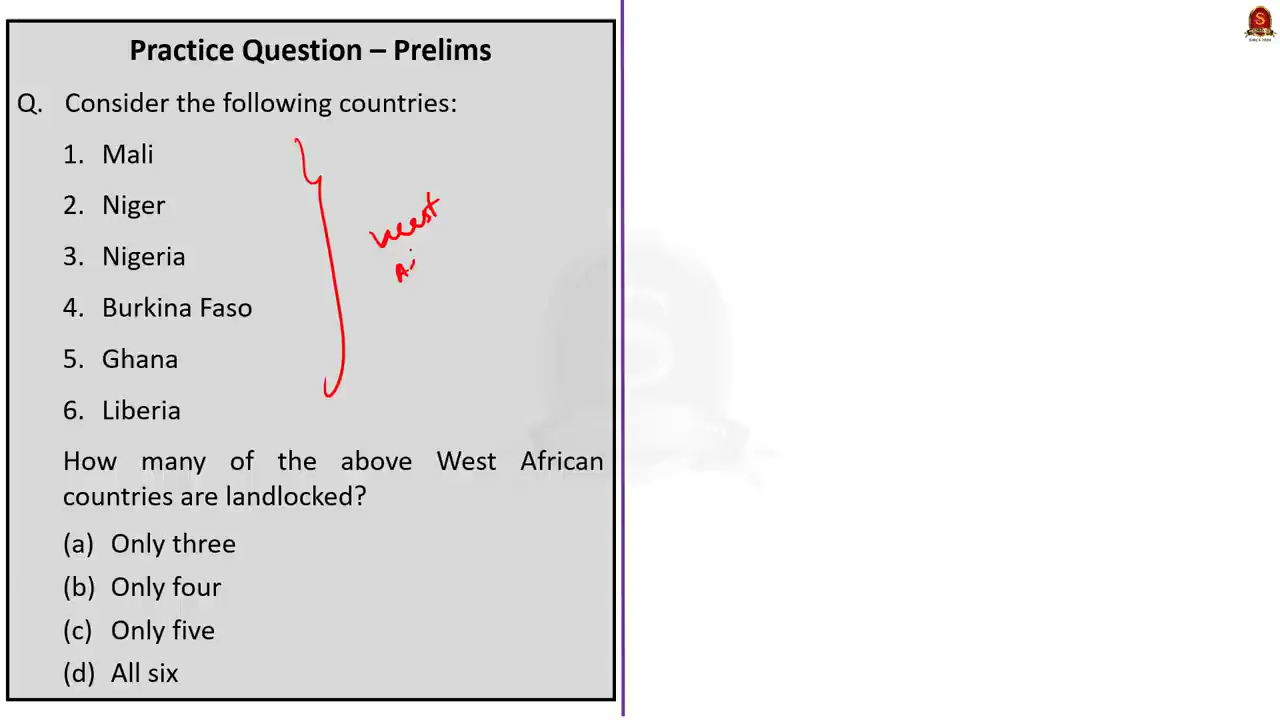 Practice Question – Prelims
Q. Consider the following countries:
1. Mali
2. Niger
3. Nigeria
4. Burkina Faso
5. Ghana
6. Liberia
West
A
How many of the above West African
countries are landlocked?
(a) Only three
(b) Only four
(c) Only five
(d) All six
S
S